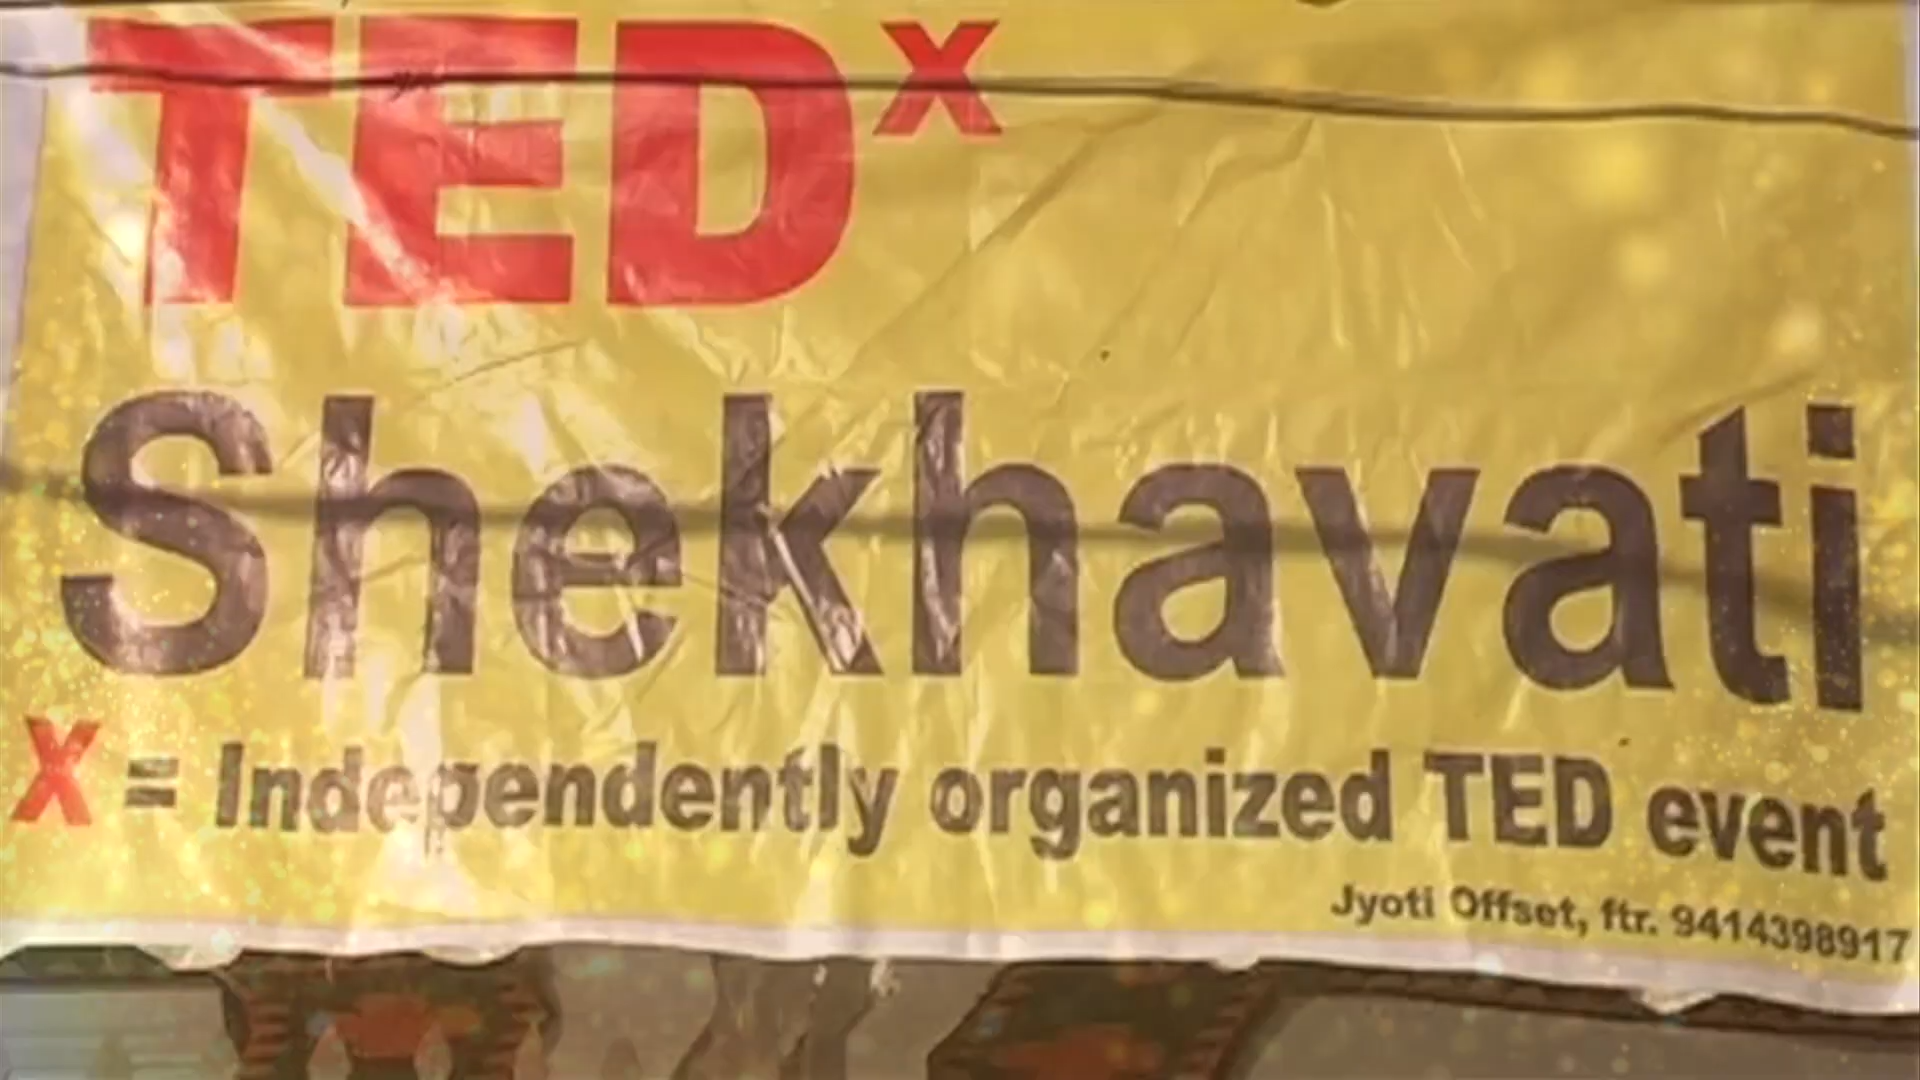 TEDx
Shekhavati
X = Independently organized TED event
Jyoti Offset, ftr. 9414398917